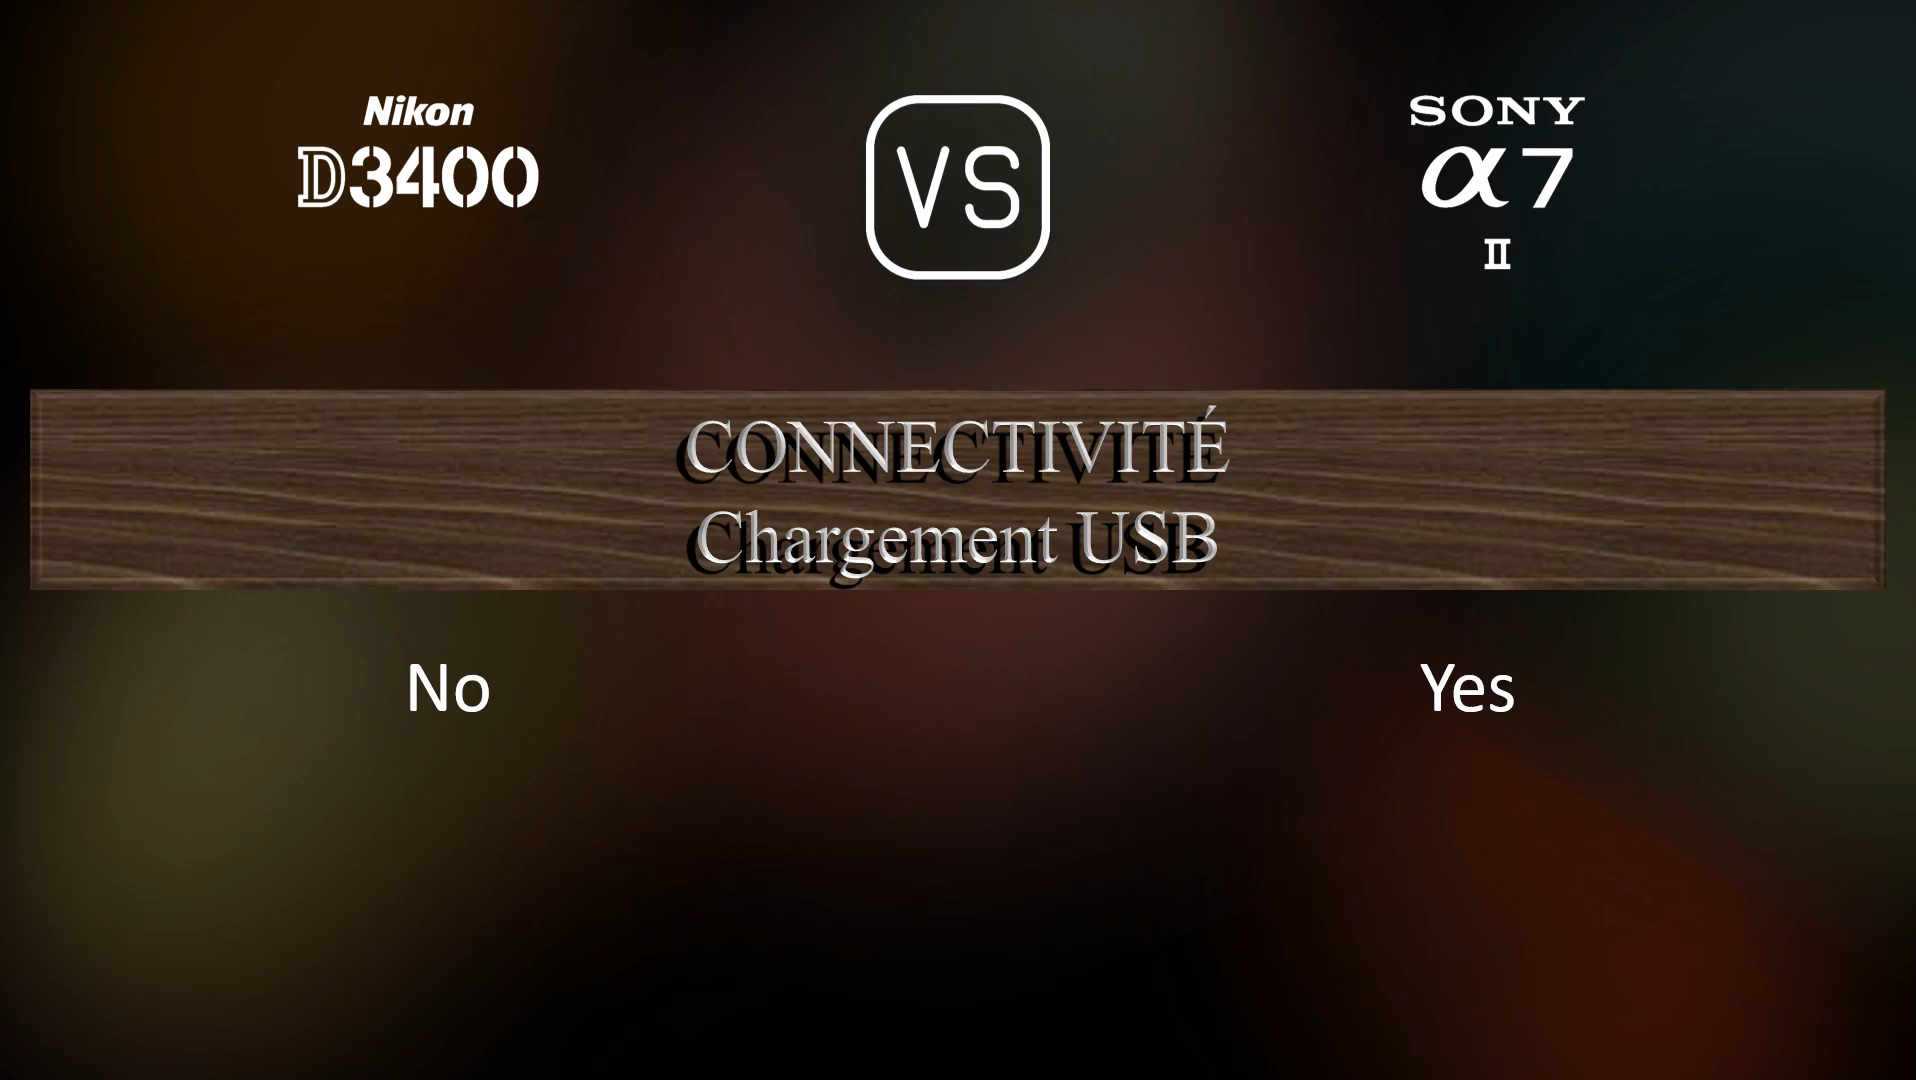 Nikon
D3400
VS
SONY
α7
II
CONNECTIVITÉ
Chargement USB
No
Yes